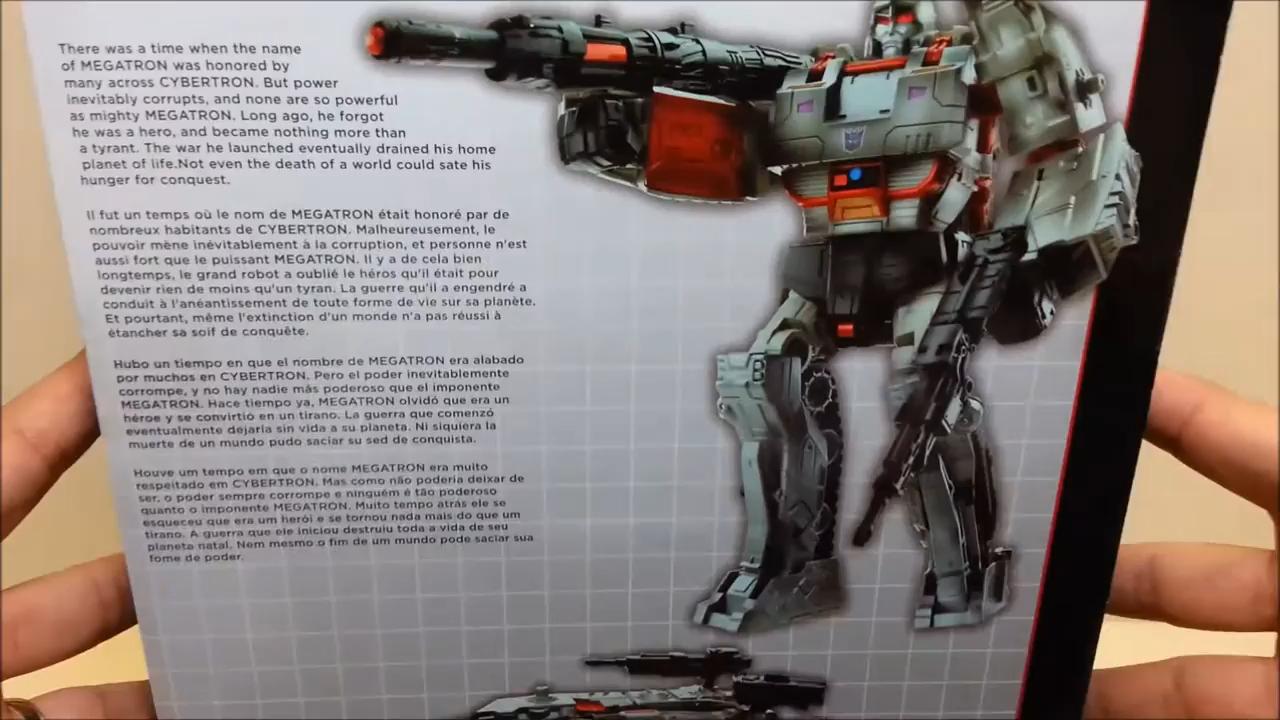 There was a time when the name
of MEGATRON was honored by
many across CYBERTRON. But power
inevitably corrupts, and none are so powerful
as mighty MEGATRON. Long ago, he forgot
he was a hero, and became nothing more than
a tyrant. The war he launched eventually drained his home
planet of life.Not even the death of a world could sate his
hunger for conquest.
Il fut un temps où le nom de MEGATRON était honoré par de
nombreux habitants de CYBERTRON. Malheureusement, le
pouvoir mène inévitablement à la corruption, et personne n'est
aussi fort que le puissant MEGATRON. Il y a de cela bien
longtemps, le grand robot a oublié le héros qu'il était pour
devenir rien de moins qu'un tyran. La guerre qu'il a engendré a
conduit à l'anéantissement de toute forme de vie sur sa planète.
Et pourtant, même l'extinction d'un monde n'a pas réussi à
étancher sa soif de conquête.
Hubo un tiempo en que el nombre de MEGATRON era alabado
por muchos en CYBERTRON. Pero el poder inevitablemente
corrompe, y no hay nadie más poderoso que el imponente
MEGATRON. Hace tiempo ya, MEGATRON olvidó que era un
héroe y se convirtió en un tirano. La guerra que comenzó
eventualmente dejaría sin vida a su planeta. Ni siquiera la
muerte de un mundo pudo saciar su sed de conquista.
Houve um tempo em que o nome MEGATRON era muito
respeitado em CYBERTRON. Mas como não poderia deixar de
ser, o poder sempre corrompe e ninguém é tão poderoso
quanto o imponente MEGATRON. Muito tempo atrás ele se
esqueceu que era um herói e se tornou nada mais do que um
tirano. A guerra que ele iniciou destruiu toda a vida de seu
planeta natal. Nem mesmo o fim de um mundo pode saciar sua
fome de poder.